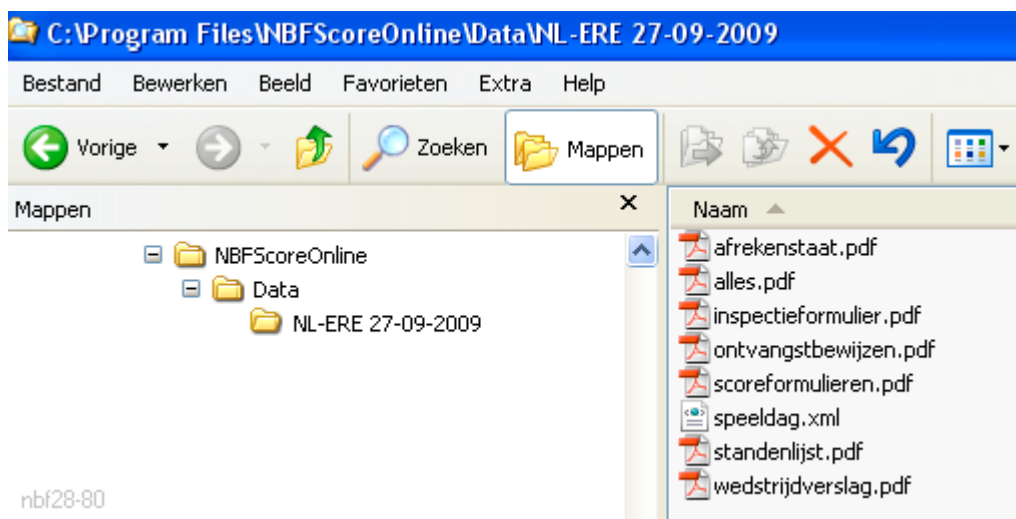 C:\Program Files\NBFScoreOnline\Data\NL-ERE 27-09-2009
Bestand Bewerken Beeld Favorieten Extra Help
Vorige Zoeken Mappen
Mappen
NBFScoreOnline
Data
NL-ERE 27-09-2009
nbf28-80
Naam
afrekenstaat.pdf
alles.pdf
inspectieformulier.pdf
ontvangstbewijzen.pdf
scoreformulieren.pdf
speeldag.xml
standenlijst.pdf
wedstrijdverslag.pdf